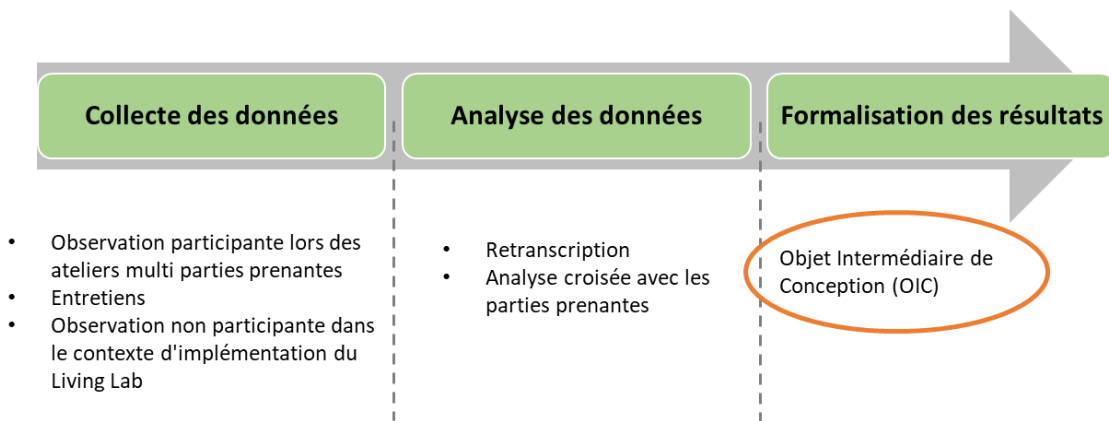 Collecte des données
Analyse des données
Formalisation des résultats
• Observation participante lors des
ateliers multi parties prenantes
• Entretiens
• Observation non participante dans
le contexte d'implémentation du
Living Lab
• Retranscription
• Analyse croisée avec les
parties prenantes
Objet Intermédiaire de
Conception (OIC)